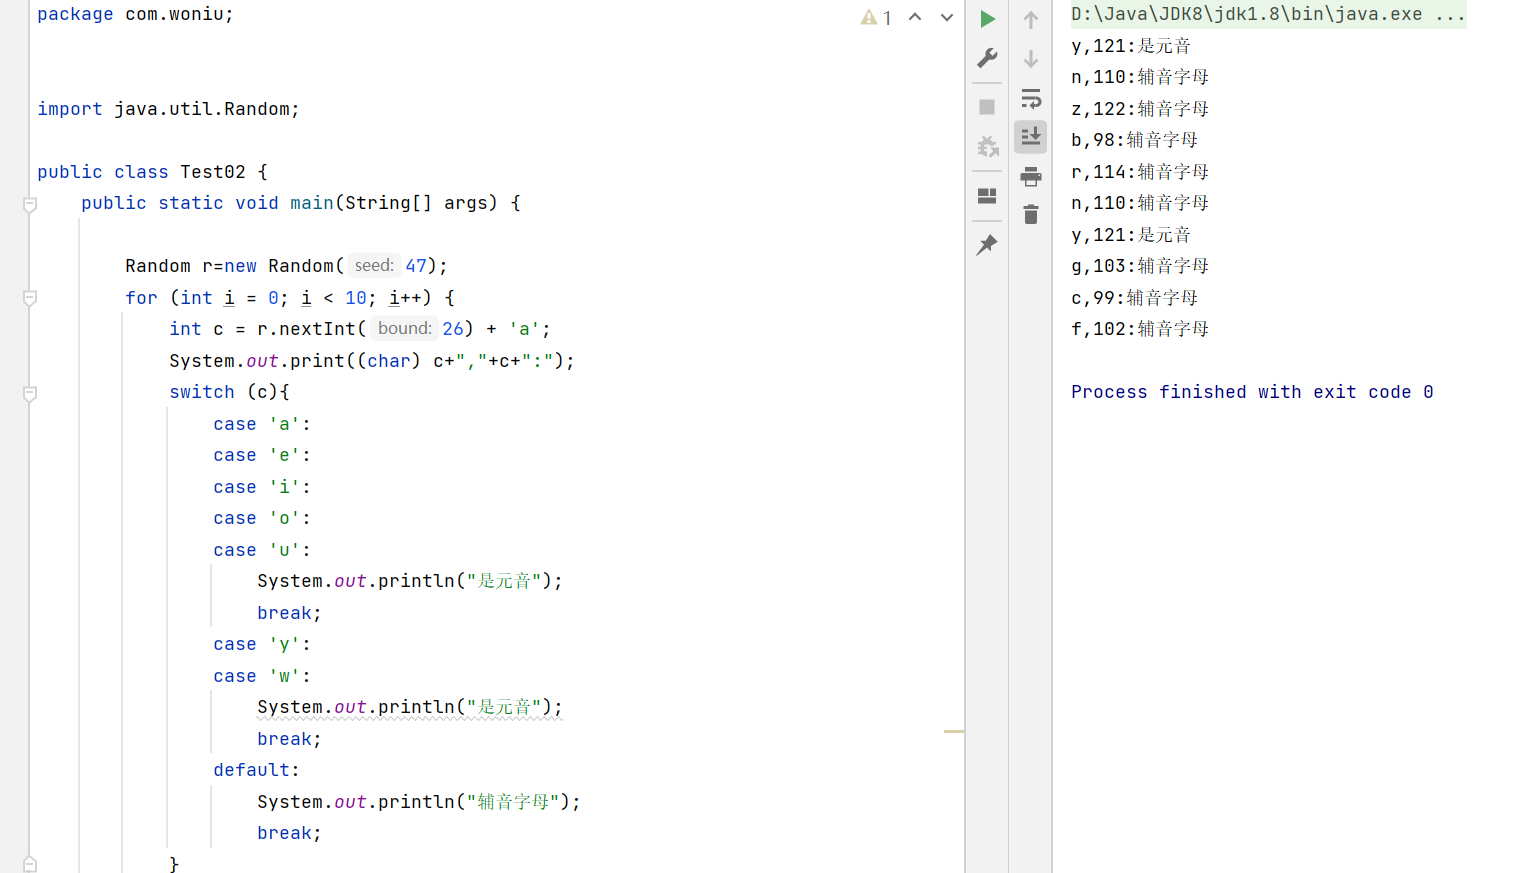 package com.woniu;
1
import java.util.Random;
public class Test02 {
public static void main(String[] args) {
Random r=new Random( seed: 47);
for (int i = 0; i < 10; i++) {
int c = r.nextInt( bound: 26) + 'a';
System.out.print((char) c+","+c+":");
switch (c){
case 'a':
case 'e':
case 'i':
case 'o':
case 'u':
System.out.println("是元音");
break;
case 'y':
case 'w':
System.out.println("是元音");
break;
default:
System.out.println("辅音字母");
break;
}
D:\Java\JDK8\jdk1.8\bin\java.exe ...
y,121:是元音
n,110:辅音字母
z,122:辅音字母
b,98:辅音字母
r,114:辅音字母
n,110:辅音字母
y,121:是元音
g,103:辅音字母
c,99:辅音字母
f,102:辅音字母
Process finished with exit code 0